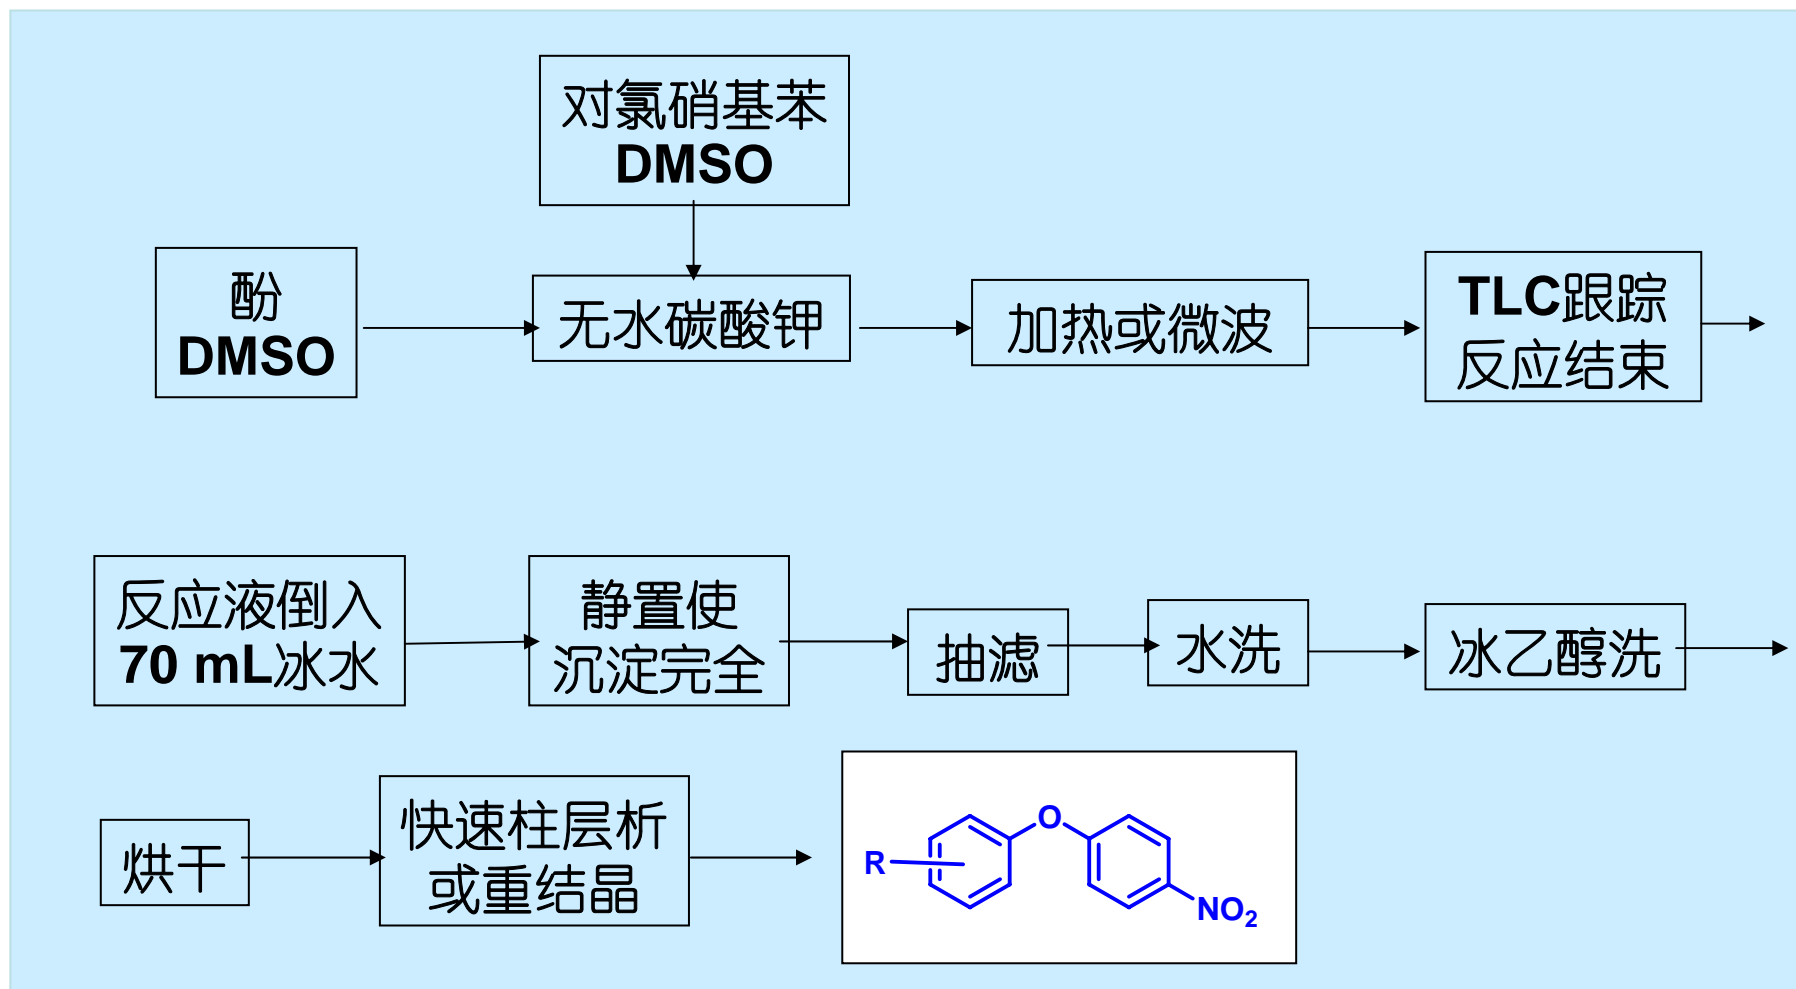 对氯硝基苯
DMSO
酚
DMSO
无水碳酸钾
加热或微波
TLC跟踪
反应结束
反应液倒入
70 mL冰水
静置使
沉淀完全
抽滤
水洗
冰乙醇洗
烘干
快速柱层析
或重结晶
R
O
NO2